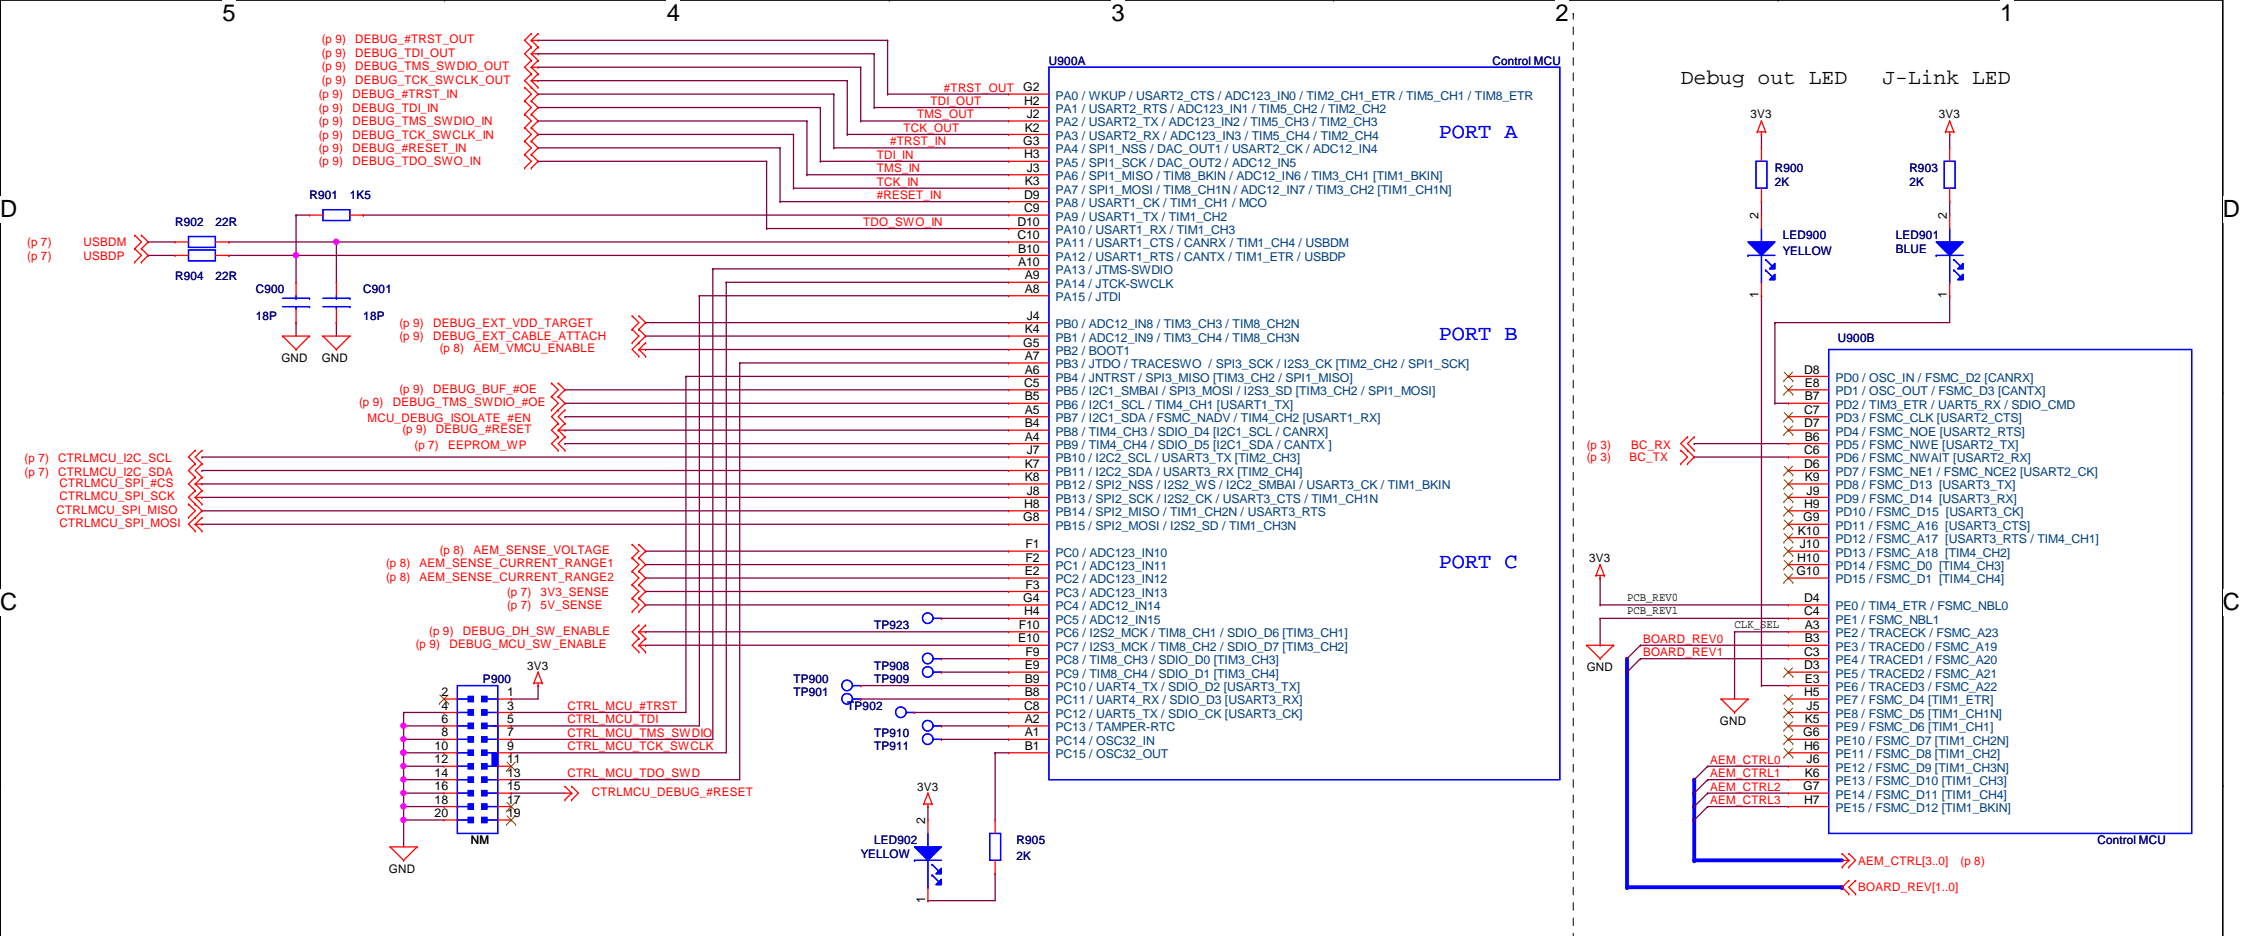 5 4 3 2 1
D
C
D
C
(p 9) DEBUG_#TRST_OUT
(p 9) DEBUG_TDI_OUT
(p 9) DEBUG_TMS_SWDIO_OUT
(p 9) DEBUG_TCK_SWCLK_OUT
(p 9) DEBUG_#TRST_IN
(p 9) DEBUG_TDI_IN
(p 9) DEBUG_TMS_SWDIO_IN
(p 9) DEBUG_TCK_SWCLK_IN
(p 9) DEBUG_#RESET_IN
(p 9) DEBUG_TDO_SWO_IN
R901 1K5
R902 22R
(p 7) USBDM
(p 7) USBDP
R904 22R
C900
18P
GND
C901
18P
GND
(p 9) DEBUG_EXT_VDD_TARGET
(p 9) DEBUG_EXT_CABLE_ATTACH
(p 8) AEM_VMCU_ENABLE
(p 9) DEBUG_BUF_#OE
(p 9) DEBUG_TMS_SWDIO_#OE
MCU_DEBUG_ISOLATE_#EN
(p 9) DEBUG_#RESET
(p 7) EEPROM_WP
(p 7) CTRLMCU_I2C_SCL
(p 7) CTRLMCU_I2C_SDA
CTRLMCU_SPI_#CS
CTRLMCU_SPI_SCK
CTRLMCU_SPI_MISO
CTRLMCU_SPI_MOSI
(p 8) AEM_SENSE_VOLTAGE
(p 8) AEM_SENSE_CURRENT_RANGE1
(p 8) AEM_SENSE_CURRENT_RANGE2
(p 7) 3V3_SENSE
(p 7) 5V_SENSE
TP923
(p 9) DEBUG_DH_SW_ENABLE
(p 9) DEBUG_MCU_SW_ENABLE
TP908
TP900 TP909
TP901
TP902
TP910
TP911
P900
3V3
2 1
4 3 CTRL_MCU_#TRST
6 5 CTRL_MCU_TDI
8 7 CTRL_MCU_TMS_SWDIO
10 9 CTRL_MCU_TCK_SWCLK
12 11
14 13 CTRL_MCU_TDO_SWD
16 15 CTRLMCU_DEBUG_#RESET
18 17
20 19
NM
GND
3V3
2
LED902
YELLOW
1
R905
2K
U900A Control MCU
#TRST_OUT G2 PA0 / WKUP / USART2_CTS / ADC123_IN0 / TIM2_CH1_ETR / TIM5_CH1 / TIM8_ETR
TDI_OUT H2 PA1 / USART2_RTS / ADC123_IN1 / TIM5_CH2 / TIM2_CH2
TMS_OUT J2 PA2 / USART2_TX / ADC123_IN2 / TIM5_CH3 / TIM2_CH3
TCK_OUT K2 PA3 / USART2_RX / ADC123_IN3 / TIM5_CH4 / TIM2_CH4
#TRST_IN G3 PA4 / SPI1_NSS / DAC_OUT1 / USART2_CK / ADC12_IN4
TDI_IN H3 PA5 / SPI1_SCK / DAC_OUT2 / ADC12_IN5
TMS_IN J3 PA6 / SPI1_MISO / TIM8_BKIN / ADC12_IN6 / TIM3_CH1 [TIM1_BKIN]
TCK_IN K3 PA7 / SPI1_MOSI / TIM8_CH1N / ADC12_IN7 / TIM3_CH2 [TIM1_CH1N]
#RESET_IN D9 PA8 / USART1_CK / TIM1_CH1 / MCO
C9 PA9 / USART1_TX / TIM1_CH2
TDO_SWO_IN D10 PA10 / USART1_RX / TIM1_CH3
C10 PA11 / USART1_CTS / CANRX / TIM1_CH4 / USBDM
B10 PA12 / USART1_RTS / CANTX / TIM1_ETR / USBDP
A10 PA13 / JTMS-SWDIO
A9 PA14 / JTCK-SWCLK
A8 PA15 / JTDI
PORT A
J4 PB0 / ADC12_IN8 / TIM3_CH3 / TIM8_CH2N
K4 PB1 / ADC12_IN9 / TIM3_CH4 / TIM8_CH3N
G5 PB2 / BOOT1
A7 PB3 / JTDO / TRACESWO / SPI3_SCK / I2S3_CK [TIM2_CH2 / SPI1_SCK]
A6 PB4 / JNTRST / SPI3_MISO [TIM3_CH2 / SPI1_MISO]
C5 PB5 / I2C1_SMBAI / SPI3_MOSI / I2S3_SD [TIM3_CH2 / SPI1_MOSI]
B5 PB6 / I2C1_SCL / TIM4_CH1 [USART1_TX]
A5 PB7 / I2C1_SDA / FSMC_NADV / TIM4_CH2 [USART1_RX]
B4 PB8 / TIM4_CH3 / SDIO_D4 [I2C1_SCL / CANRX]
A4 PB9 / TIM4_CH4 / SDIO_D5 [I2C1_SDA / CANTX ]
J7 PB10 / I2C2_SCL / USART3_TX [TIM2_CH3]
K7 PB11 / I2C2_SDA / USART3_RX [TIM2_CH4]
K8 PB12 / SPI2_NSS / I2S2_WS / I2C2_SMBAI / USART3_CK / TIM1_BKIN
J8 PB13 / SPI2_SCK / I2S2_CK / USART3_CTS / TIM1_CH1N
H8 PB14 / SPI2_MISO / TIM1_CH2N / USART3_RTS
G8 PB15 / SPI2_MOSI / I2S2_SD / TIM1_CH3N
PORT B
F1 PC0 / ADC123_IN10
F2 PC1 / ADC123_IN11
E2 PC2 / ADC123_IN12
F3 PC3 / ADC123_IN13
G4 PC4 / ADC12_IN14
H4 PC5 / ADC12_IN15
F10 PC6 / I2S2_MCK / TIM8_CH1 / SDIO_D6 [TIM3_CH1]
E10 PC7 / I2S3_MCK / TIM8_CH2 / SDIO_D7 [TIM3_CH2]
F9 PC8 / TIM8_CH3 / SDIO_D0 [TIM3_CH3]
E9 PC9 / TIM8_CH4 / SDIO_D1 [TIM3_CH4]
B9 PC10 / UART4_TX / SDIO_D2 [USART3_TX]
B8 PC11 / UART4_RX / SDIO_D3 [USART3_RX]
C8 PC12 / UART5_TX / SDIO_CK [USART3_CK]
A2 PC13 / TAMPER-RTC
A1 PC14 / OSC32_IN
B1 PC15 / OSC32_OUT
PORT C
Debug out LED J-Link LED
3V3 3V3
R900
2K
R903
2K
2 2
LED900
YELLOW
LED901
BLUE
1 1
U900B
D8 PD0 / OSC_IN / FSMC_D2 [CANRX]
E8 PD1 / OSC_OUT / FSMC_D3 [CANTX]
B7 PD2 / TIM3_ETR / UART5_RX / SDIO_CMD
C7 PD3 / FSMC_CLK [USART2_CTS]
D7 PD4 / FSMC_NOE [USART2_RTS]
(p 3) BC_RX B6 PD5 / FSMC_NWE [USART2_TX]
(p 3) BC_TX C6 PD6 / FSMC_NWAIT [USART2_RX]
D6 PD7 / FSMC_NE1 / FSMC_NCE2 [USART2_CK]
K9 PD8 / FSMC_D13 [USART3_TX]
J9 PD9 / FSMC_D14 [USART3_RX]
H9 PD10 / FSMC_D15 [USART3_CK]
G9 PD11 / FSMC_A16 [USART3_CTS]
K10 PD12 / FSMC_A17 [USART3_RTS / TIM4_CH1]
J10 PD13 / FSMC_A18 [TIM4_CH2]
H10 PD14 / FSMC_D0 [TIM4_CH3]
G10 PD15 / FSMC_D1 [TIM4_CH4]
3V3
PCB_REV0 D4 PE0 / TIM4_ETR / FSMC_NBL0
PCB_REV1 C4 PE1 / FSMC_NBL1
CLK_SEL A3 PE2 / TRACECK / FSMC_A23
BOARD_REV0 B3 PE3 / TRACED0 / FSMC_A19
BOARD_REV1 C3 PE4 / TRACED1 / FSMC_A20
GND
D3 PE5 / TRACED2 / FSMC_A21
E3 PE6 / TRACED3 / FSMC_A22
H5 PE7 / FSMC_D4 [TIM1_ETR]
J5 PE8 / FSMC_D5 [TIM1_CH1N]
GND
K5 PE9 / FSMC_D6 [TIM1_CH1]
G6 PE10 / FSMC_D7 [TIM1_CH2N]
H6 PE11 / FSMC_D8 [TIM1_CH2]
AEM_CTRL0 J6 PE12 / FSMC_D9 [TIM1_CH3N]
AEM_CTRL1 K6 PE13 / FSMC_D10 [TIM1_CH3]
AEM_CTRL2 G7 PE14 / FSMC_D11 [TIM1_CH4]
AEM_CTRL3 H7 PE15 / FSMC_D12 [TIM1_BKIN]
Control MCU
AEM_CTRL[3..0] (p 8)
BOARD_REV[1..0]